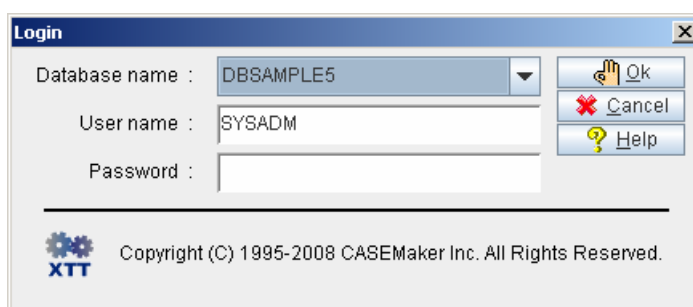 Login
Database name : DBSAMPLE5
Ok
Cancel
User name : SYSADM
Help
Password :
XTT
Copyright (C) 1995-2008 CASEMaker Inc. All Rights Reserved.